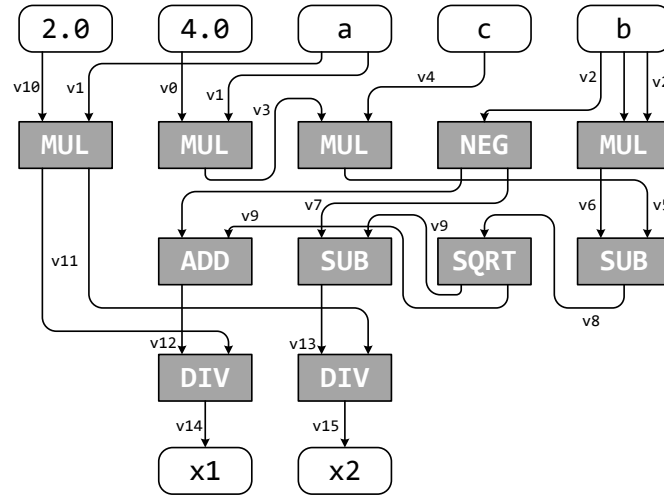 2.0 4.0 a c b
v10 v1 v0 v1 v3 v4 v2 v2
MUL MUL MUL NEG MUL
v11 v9 v7 v9 v6 v5
ADD SUB SQRT SUB
v12 v13 v8
DIV DIV
v14 v15
x1 x2